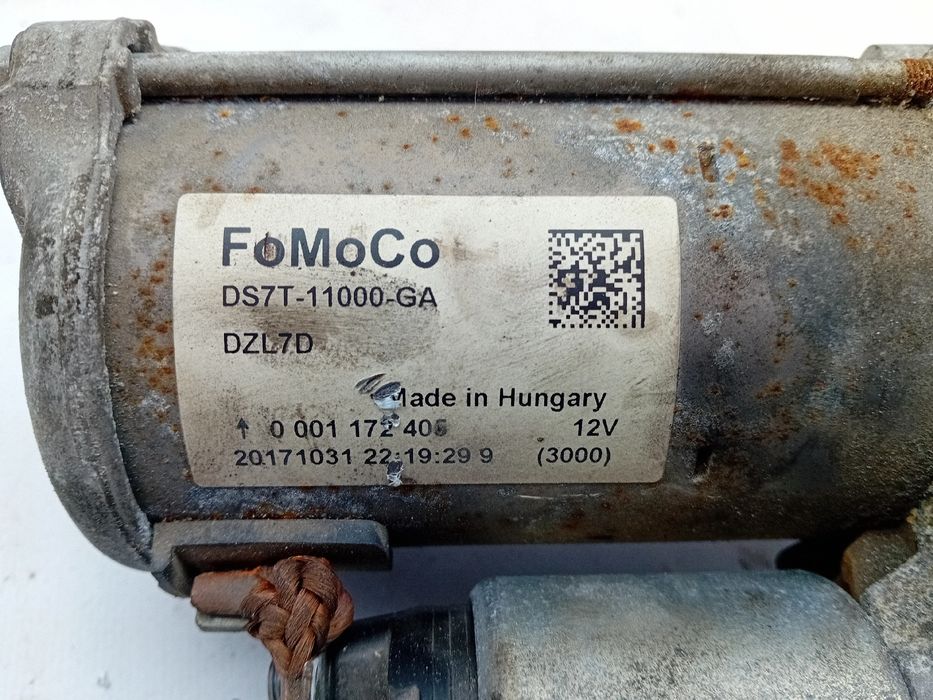 FoMoCo
DS7T-11000-GA
DZL7D
Made in Hungary
↑ 0 001 172 405 12V
20171031 22:19:29 9 (3000)